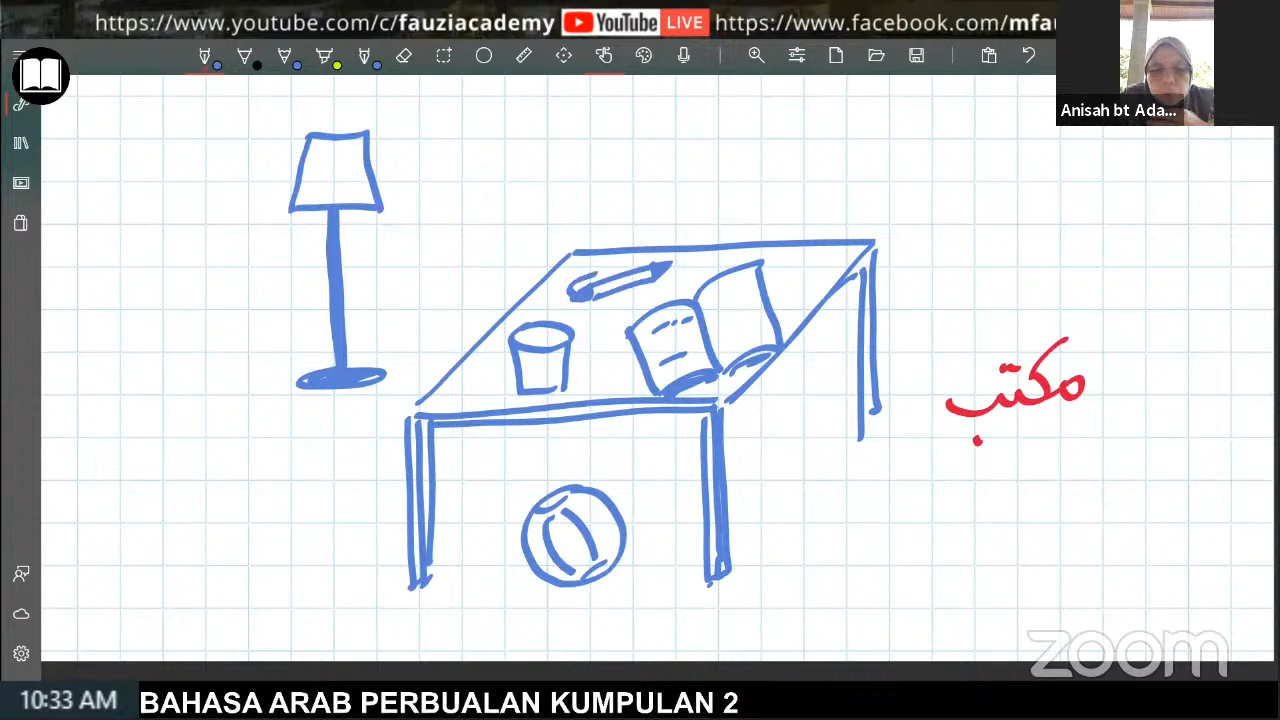 https://www.youtube.com/c/fauziacademy YouTube LIVE https://www.facebook.com/mfau
Anisah bt Ada...
مكتب
zoom
10:33 AM BAHASA ARAB PERBUALAN KUMPULAN 2